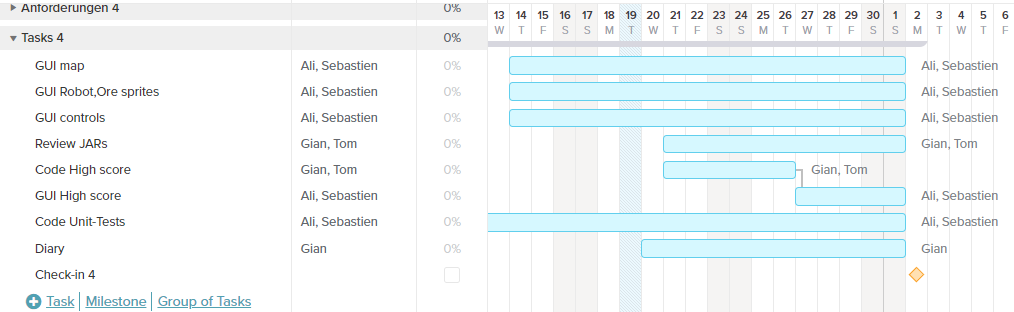 Anforderungen 4 0%
13 14 15 16 17 18 19 20 21 22 23 24 25 26 27 28 29 30 1 2 3 4 5 6
W T F S S M T W T F S S M T W T F S S M T W T F
Tasks 4 0%
GUI map Ali, Sebastien 0% Ali, Sebastien
GUI Robot,Ore sprites Ali, Sebastien 0% Ali, Sebastien
GUI controls Ali, Sebastien 0% Ali, Sebastien
Review JARs Gian, Tom 0% Gian, Tom
Code High score Gian, Tom 0% Gian, Tom
GUI High score Ali, Sebastien 0% Ali, Sebastien
Code Unit-Tests Ali, Sebastien 0% Ali, Sebastien
Diary Gian 0% Gian
Check-in 4
Task Milestone Group of Tasks